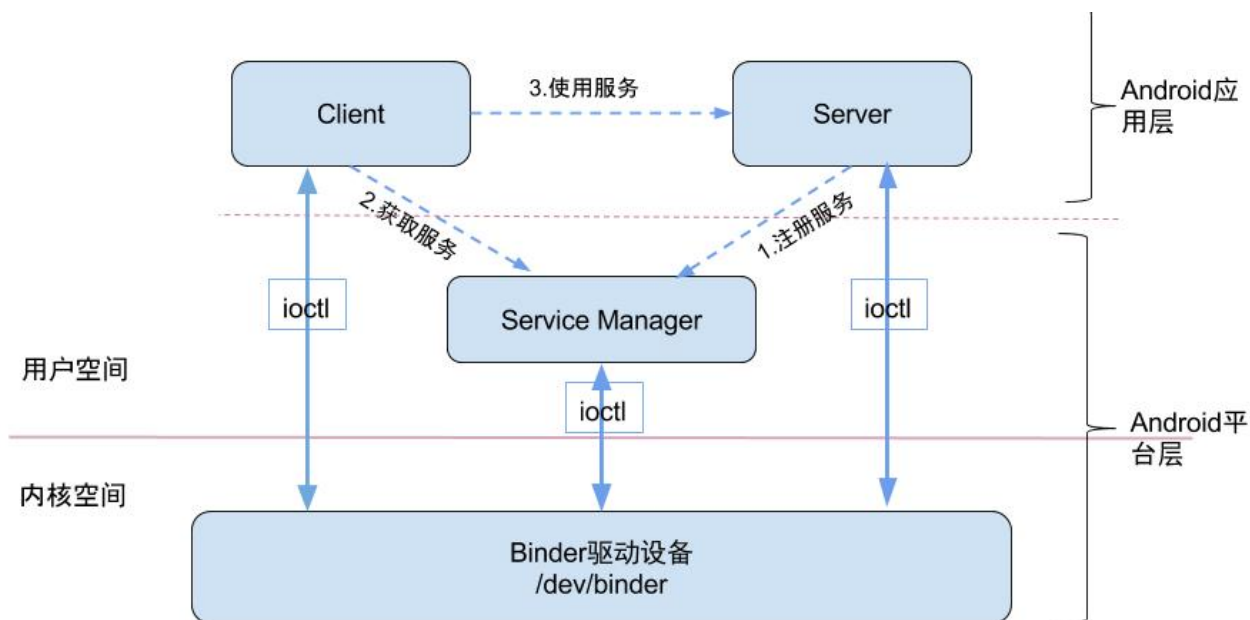 3.使用服务
Client
Server
Android应
用层
2.获取服务
1.注册服务
ioctl
Service Manager
ioctl
用户空间
ioctl
Android平
台层
内核空间
Binder驱动设备
/dev/binder